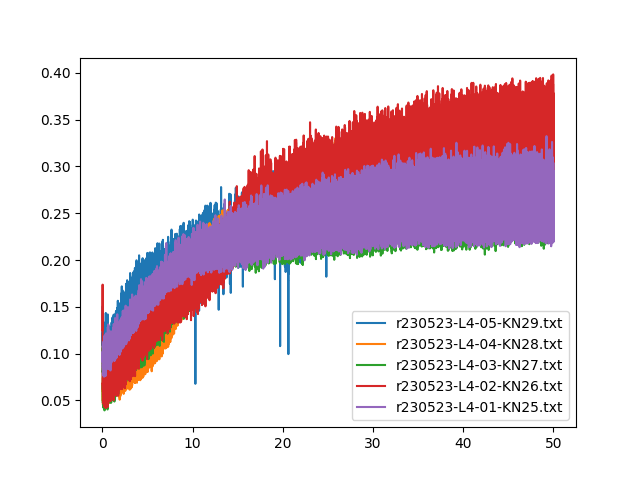 0.40
0.35
0.30
0.25
0.20
0.15
0.10
0.05
0 10 20 30 40 50
r230523-L4-05-KN29.txt
r230523-L4-04-KN28.txt
r230523-L4-03-KN27.txt
r230523-L4-02-KN26.txt
r230523-L4-01-KN25.txt